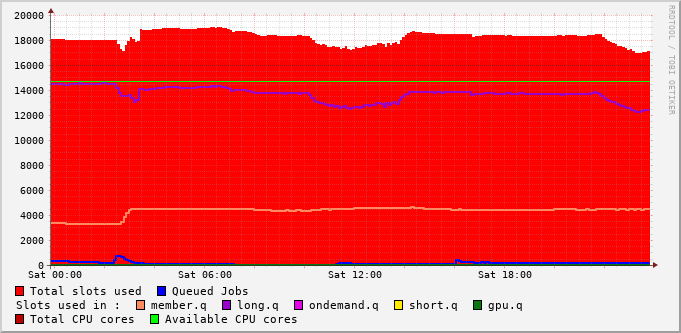 RRDTOOL / TOBI OETIKER
20000
18000
16000
14000
12000
10000
8000
6000
4000
2000
0
Sat 00:00 Sat 06:00 Sat 12:00 Sat 18:00
Total slots used Queued Jobs
Slots used in : member.q long.q ondemand.q short.q gpu.q
Total CPU cores Available CPU cores